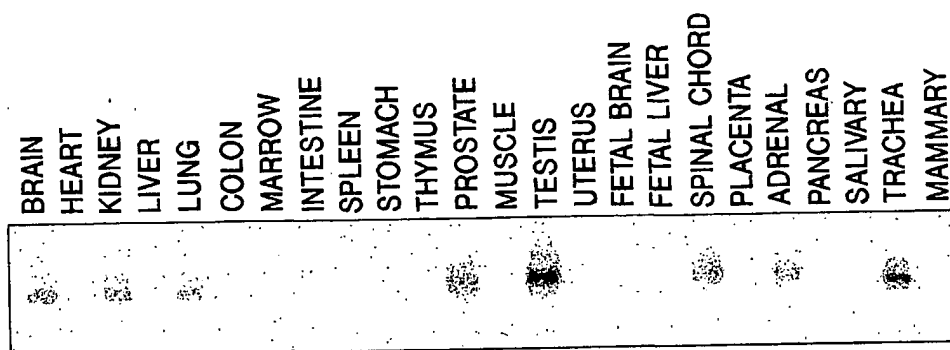 BRAIN
HEART
KIDNEY
LIVER
LUNG
COLON
MARROW
INTESTINE
SPLEEN
STOMACH
THYMUS
PROSTATE
MUSCLE
TESTIS
UTERUS
FETAL BRAIN
FETAL LIVER
SPINAL CHORD
PLACENTA
ADRENAL
PANCREAS
SALIVARY
TRACHEA
MAMMARY